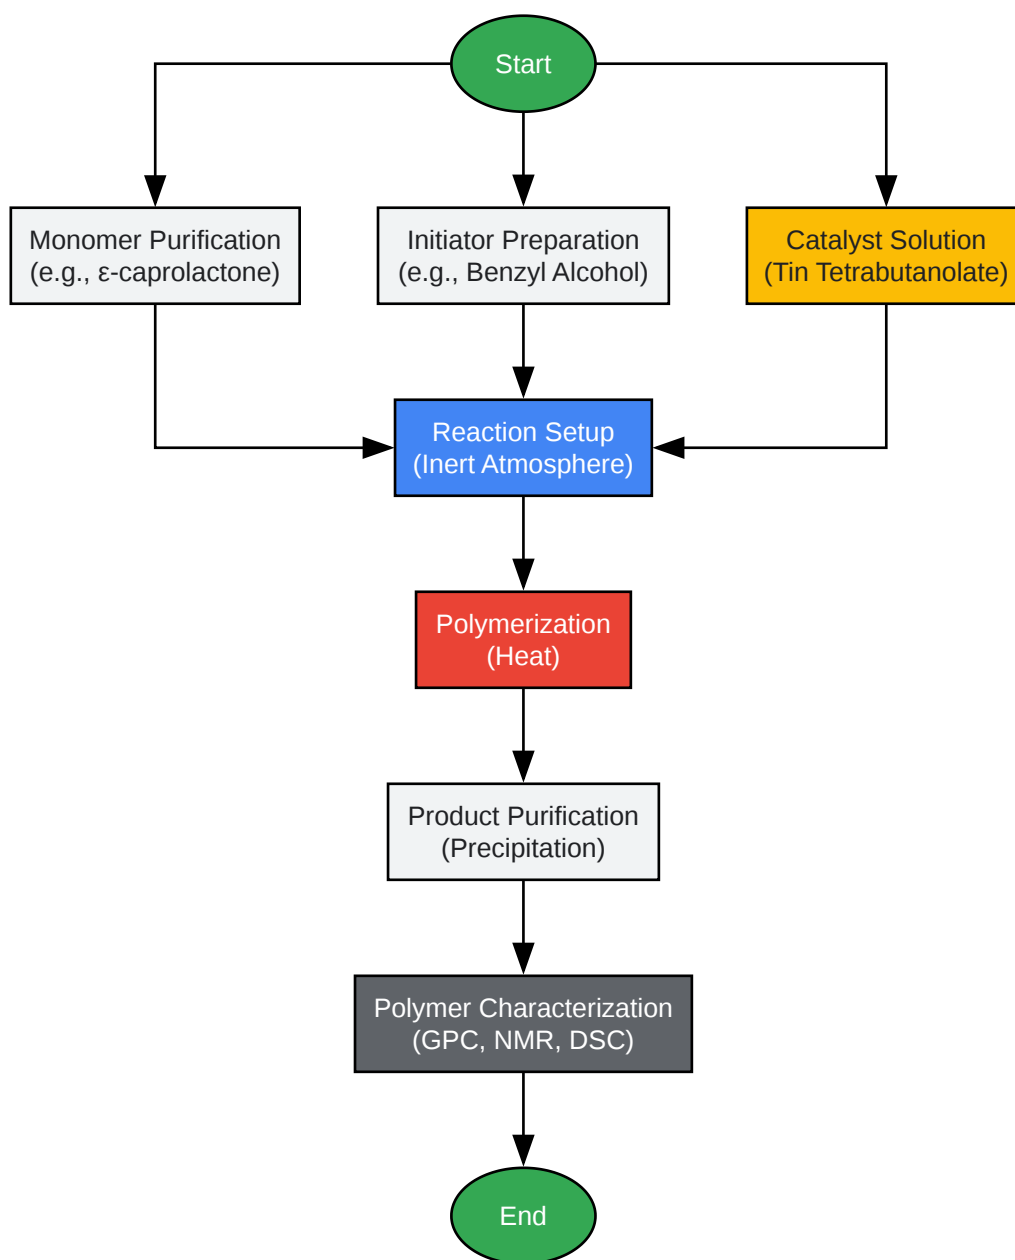 Start
Monomer Purification
(e.g., ε-caprolactone)
Initiator Preparation
(e.g., Benzyl Alcohol)
Catalyst Solution
(Tin Tetrabutanolate)
Reaction Setup
(Inert Atmosphere)
Polymerization
(Heat)
Product Purification
(Precipitation)
Polymer Characterization
(GPC, NMR, DSC)
End